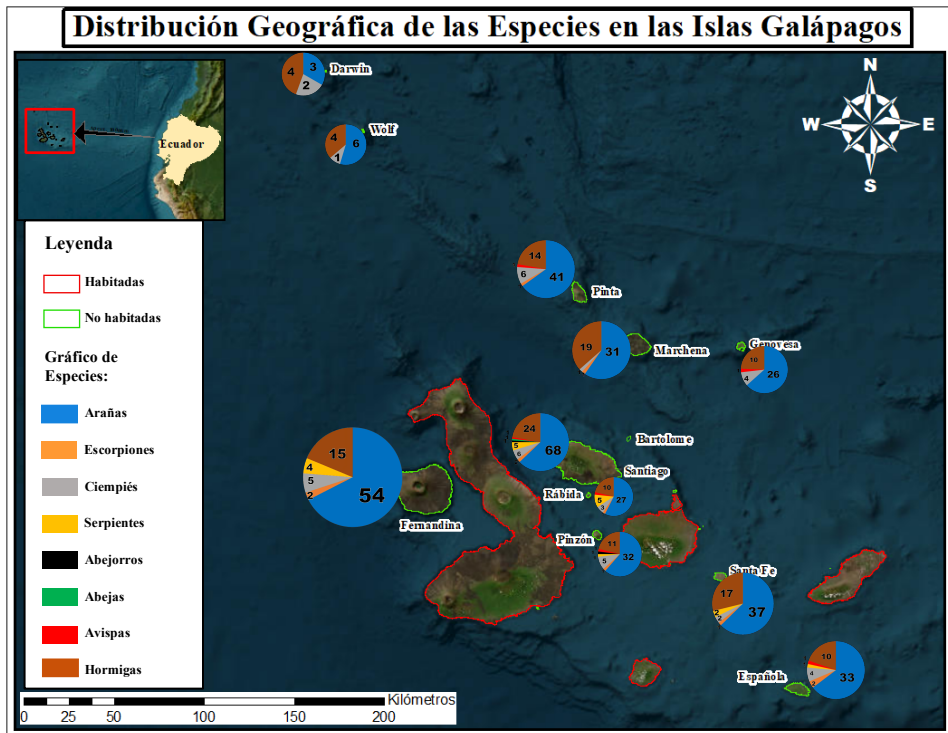 Distribución Geográfica de las Especies en las Islas Galápagos
Ecuador
N
W
E
S
4
3
2
Darwin
4
6
1
Wolf
14
6
41
Pinta
19
31
Marchena
Genovesa
10
4
26
Leyenda
Habitadas
No habitadas
Gráfico de
Especies:
Arañas
Escorpiones
Ciempiés
Serpientes
Abejorros
Abejas
Avispas
Hormigas
24
5
6
68
Bartolome
Santiago
15
4
5
2
54
Fernandina
Rábida
10
5
3
27
Pinzón
11
5
32
Santa Fe
17
2
2
37
Española
10
4
2
33
Kilómetros
0
25
50
100
150
200